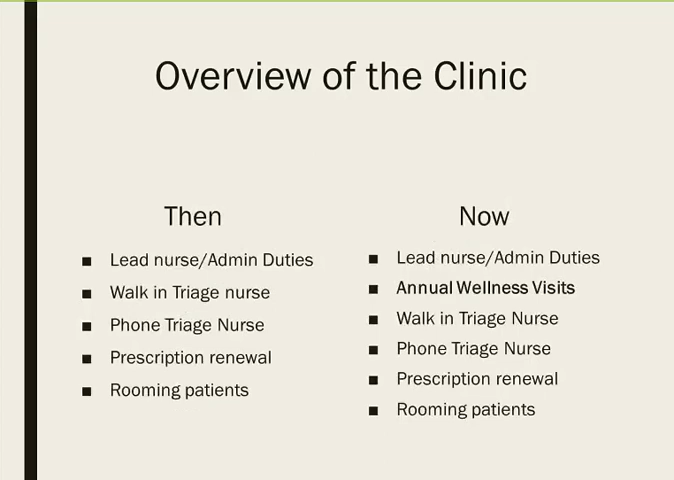 Overview of the Clinic
Then
■ Lead nurse/Admin Duties
■ Walk in Triage nurse
■ Phone Triage Nurse
■ Prescription renewal
■ Rooming patients
Now
■ Lead nurse/Admin Duties
■ Annual Wellness Visits
■ Walk in Triage Nurse
■ Phone Triage Nurse
■ Prescription renewal
■ Rooming patients